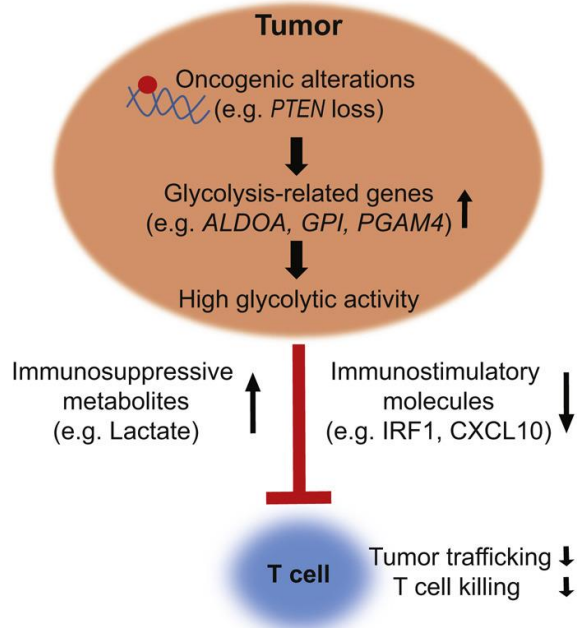 Tumor
Oncogenic alterations
(e.g. PTEN loss)
Glycolysis-related genes
(e.g. ALDOA, GPI, PGAM4)
High glycolytic activity
Immunosuppressive
metabolites
(e.g. Lactate)
Immunostimulatory
molecules
(e.g. IRF1, CXCL10)
T cell
Tumor trafficking
T cell killing